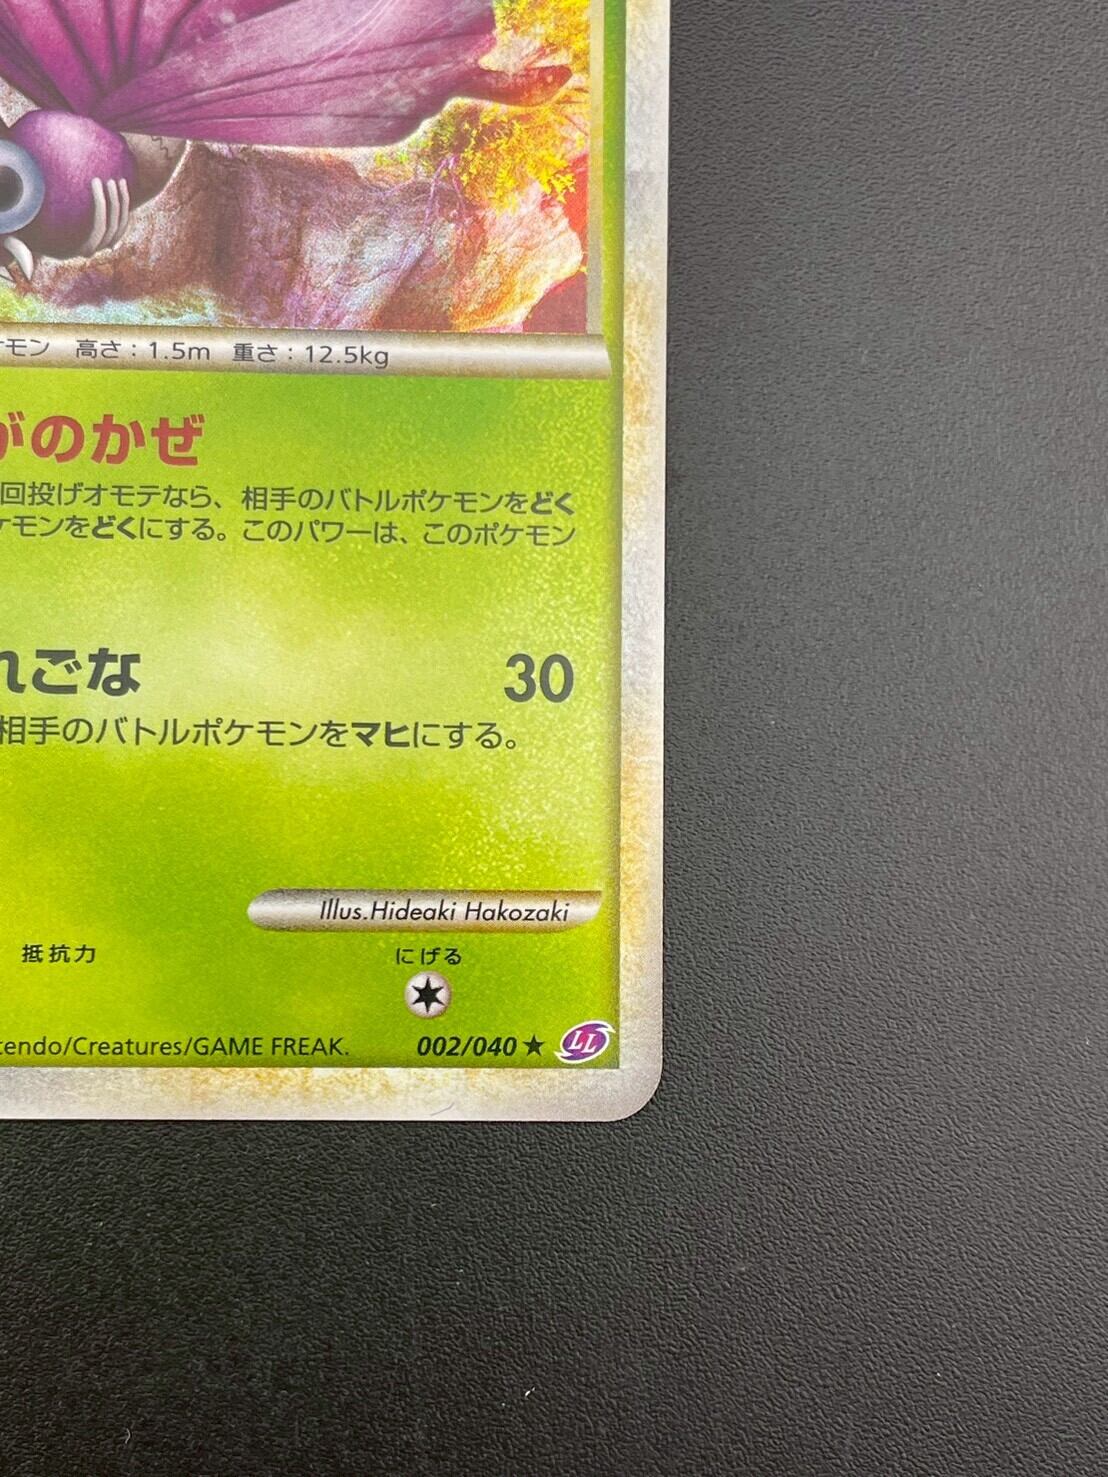 モン 高さ：1.5m 重さ：12.5kg
がのかぜ
回投げオモテなら、相手のバトルポケモンをどく
ケモンをどくにする。このパワーは、このポケモン
れごな 30
相手のバトルポケモンをマヒにする。
Illus.Hideaki Hakozaki
抵抗力 にげる
tendo/Creatures/GAME FREAK. 002/040 ★ LL